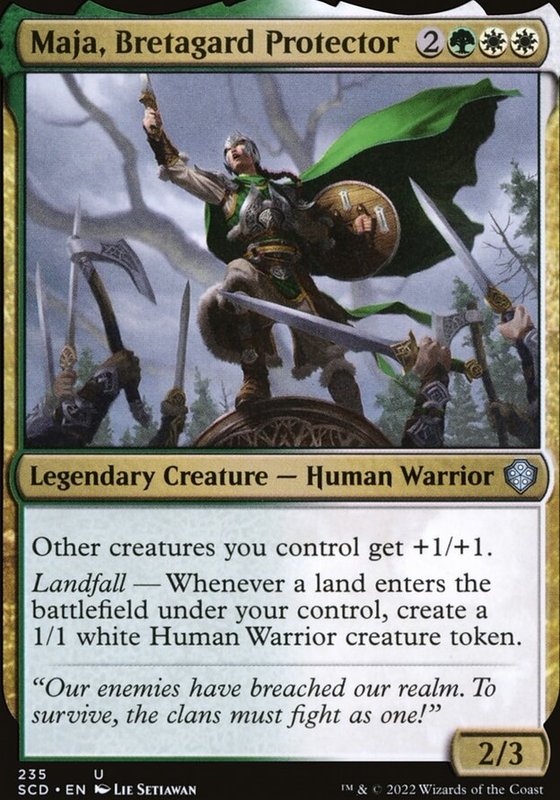 Maja, Bretagard Protector 2
Legendary Creature — Human Warrior
Other creatures you control get +1/+1.
Landfall — Whenever a land enters the
battlefield under your control, create a
1/1 white Human Warrior creature token.
“Our enemies have breached our realm. To
survive, the clans must fight as one!”
2/3
235 U
SCD • EN Lie Setiawan
™ & © 2022 Wizards of the Coast